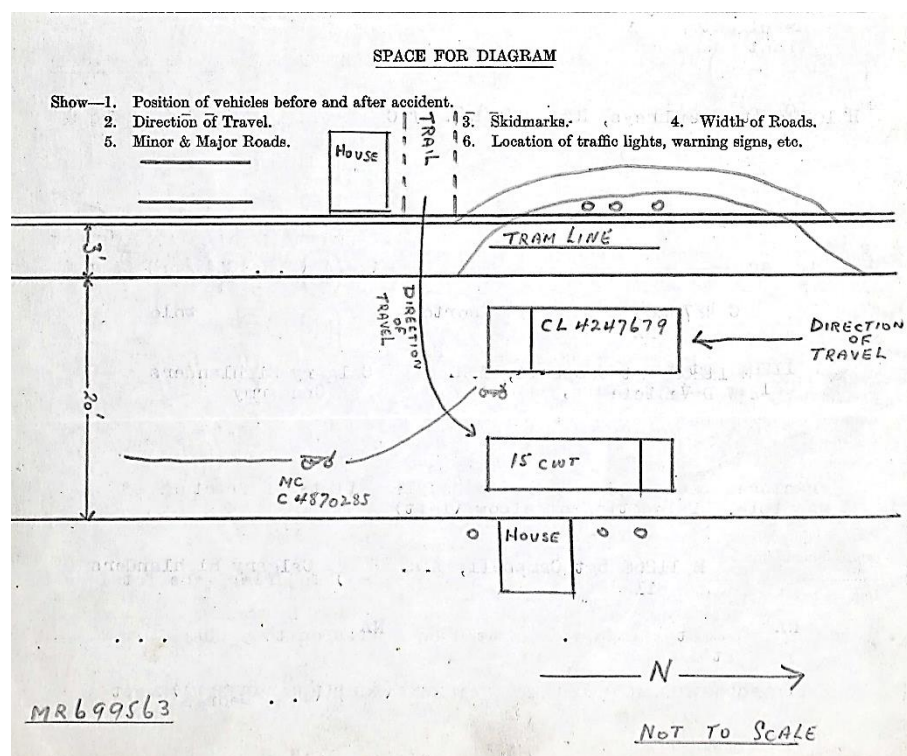 SPACE FOR DIAGRAM
Show—1. Position of vehicles before and after accident.
2. Direction of Travel.
3. Skidmarks.
4. Width of Roads.
5. Minor & Major Roads.
6. Location of traffic lights, warning signs, etc.
TRAIL
HOUSE
TRAM LINE
3'
DIRECTION
OF
TRAVEL
CL 4247679
DIRECTION
OF
TRAVEL
20'
15 CWT
MC
C 4870285
HOUSE
N
MR699563
NOT TO SCALE